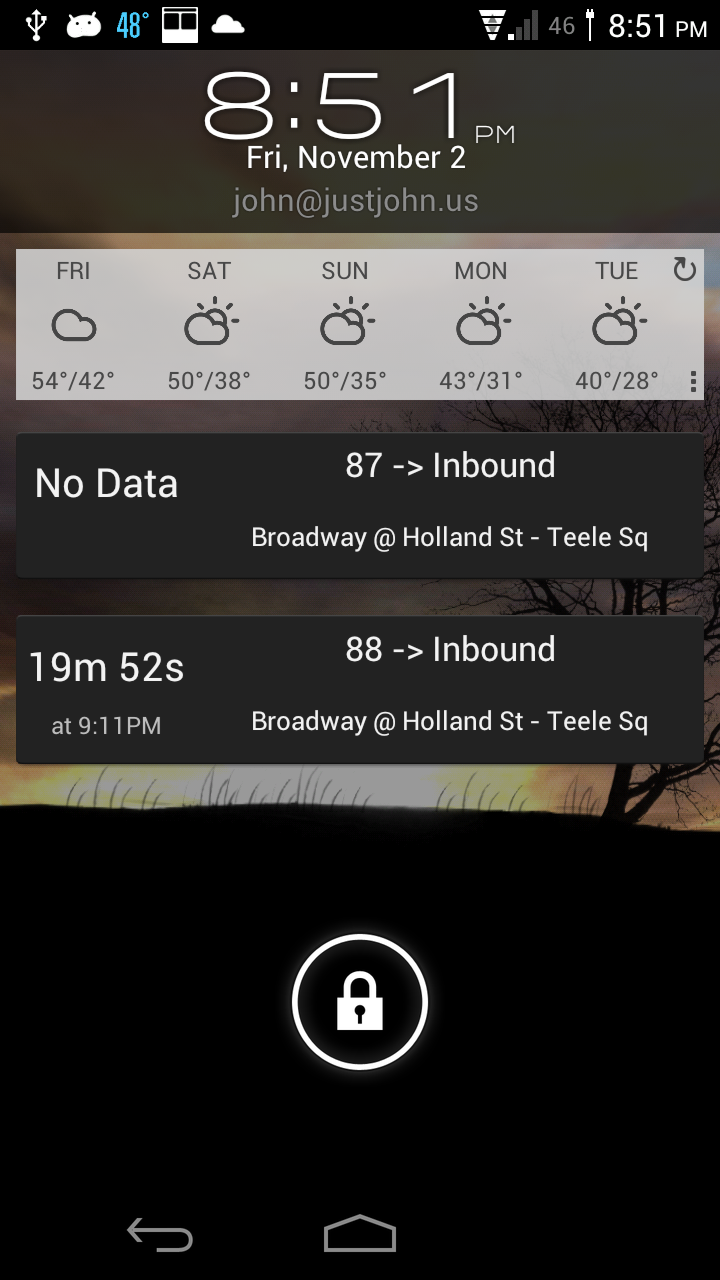 48° 46 8:51 PM
8:51 PM
Fri, November 2
john@justjohn.us
FRI SAT SUN MON TUE
54°/42° 50°/38° 50°/35° 43°/31° 40°/28°
No Data
87 -> Inbound
Broadway @ Holland St - Teele Sq
19m 52s
88 -> Inbound
at 9:11PM
Broadway @ Holland St - Teele Sq